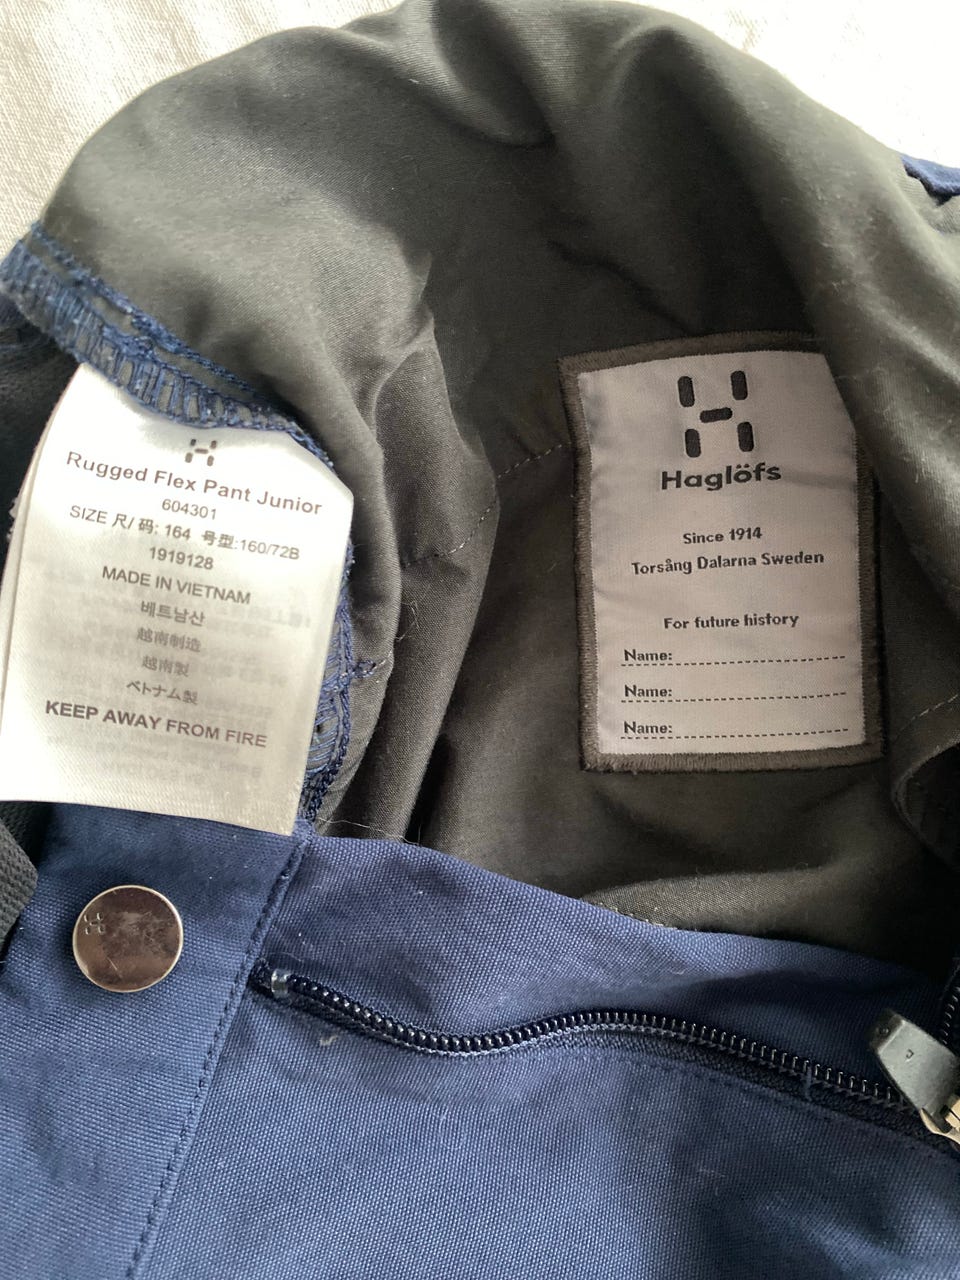 Rugged Flex Pant Junior
604301
SIZE 尺/ 码: 164 号型:160/72B
1919128
MADE IN VIETNAM
베트남산
越南制造
越南製
ベトナム製
KEEP AWAY FROM FIRE
Haglöfs
Since 1914
Torsång Dalarna Sweden
For future history
Name:
Name:
Name: